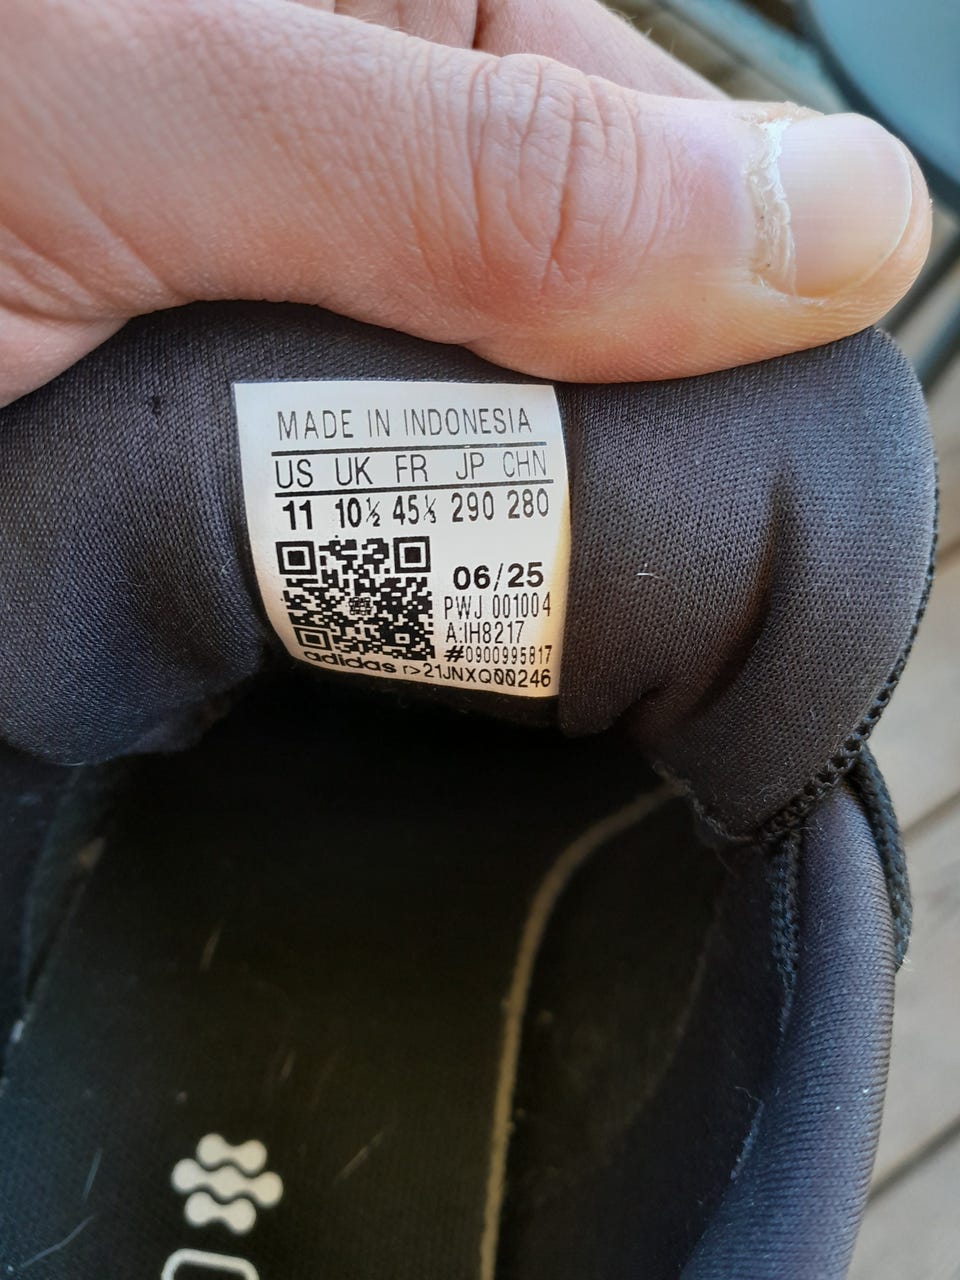 MADE IN INDONESIA
US UK FR JP CHN
11 10½ 45⅓ 290 280
06/25
PWJ 001004
A:IH8217
#0900995817
adidas r>21JNXQ00246